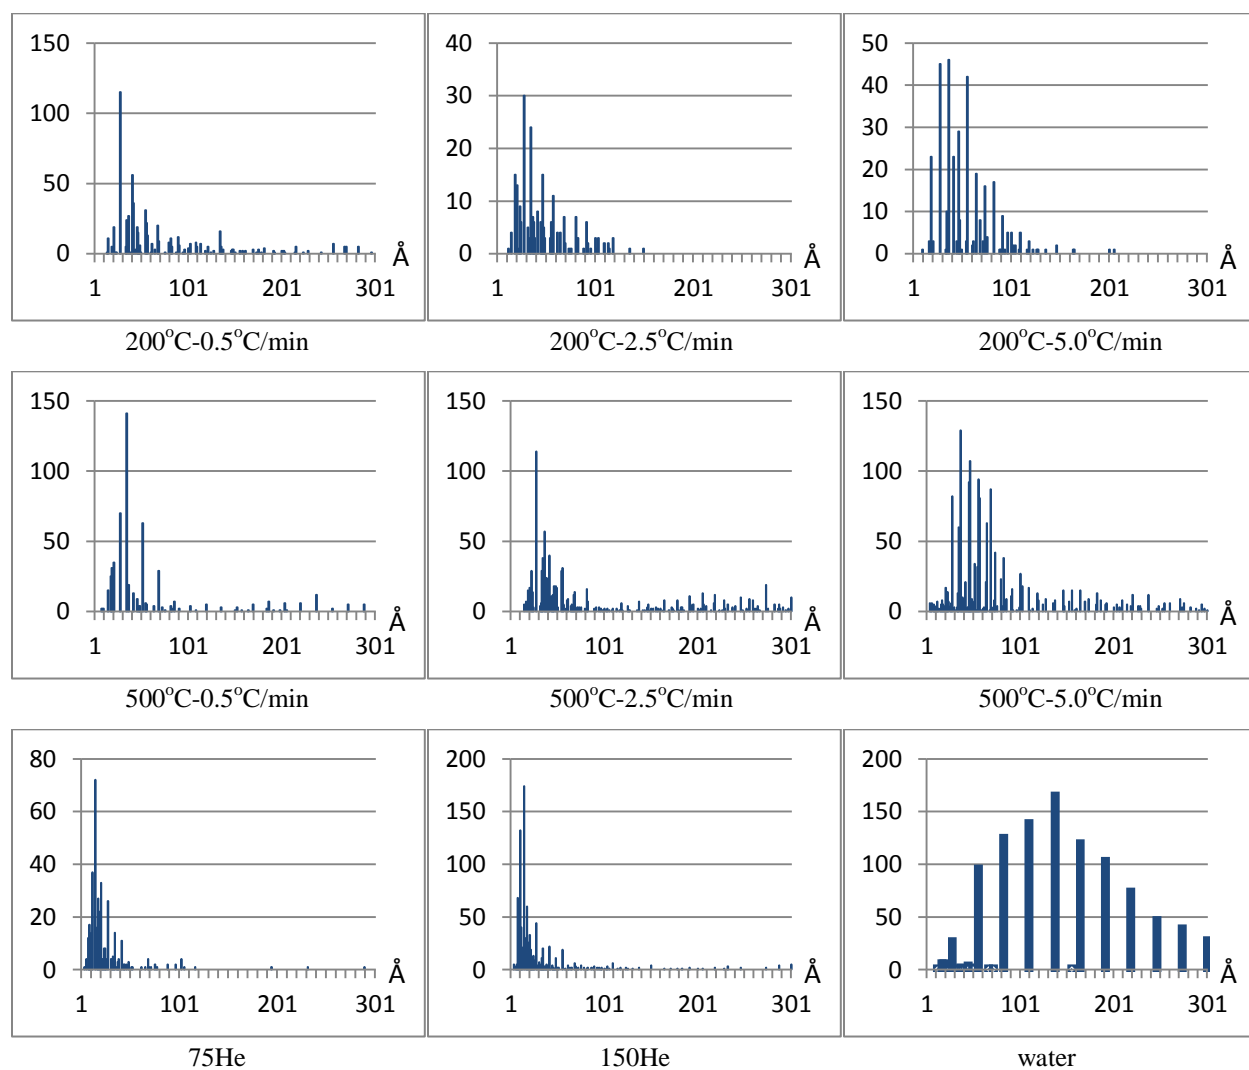 150
100
50
0
1 101 201 301
Å
200°C-0.5°C/min
40
30
20
10
0
1 101 201 301
Å
200°C-2.5°C/min
50
40
30
20
10
0
1 101 201 301
Å
200°C-5.0°C/min
150
100
50
0
1 101 201 301
Å
500°C-0.5°C/min
150
100
50
0
1 101 201 301
Å
500°C-2.5°C/min
150
100
50
0
1 101 201 301
Å
500°C-5.0°C/min
80
60
40
20
0
1 101 201 301
Å
75He
200
150
100
50
0
1 101 201 301
Å
150He
200
150
100
50
0
1 101 201 301
Å
water